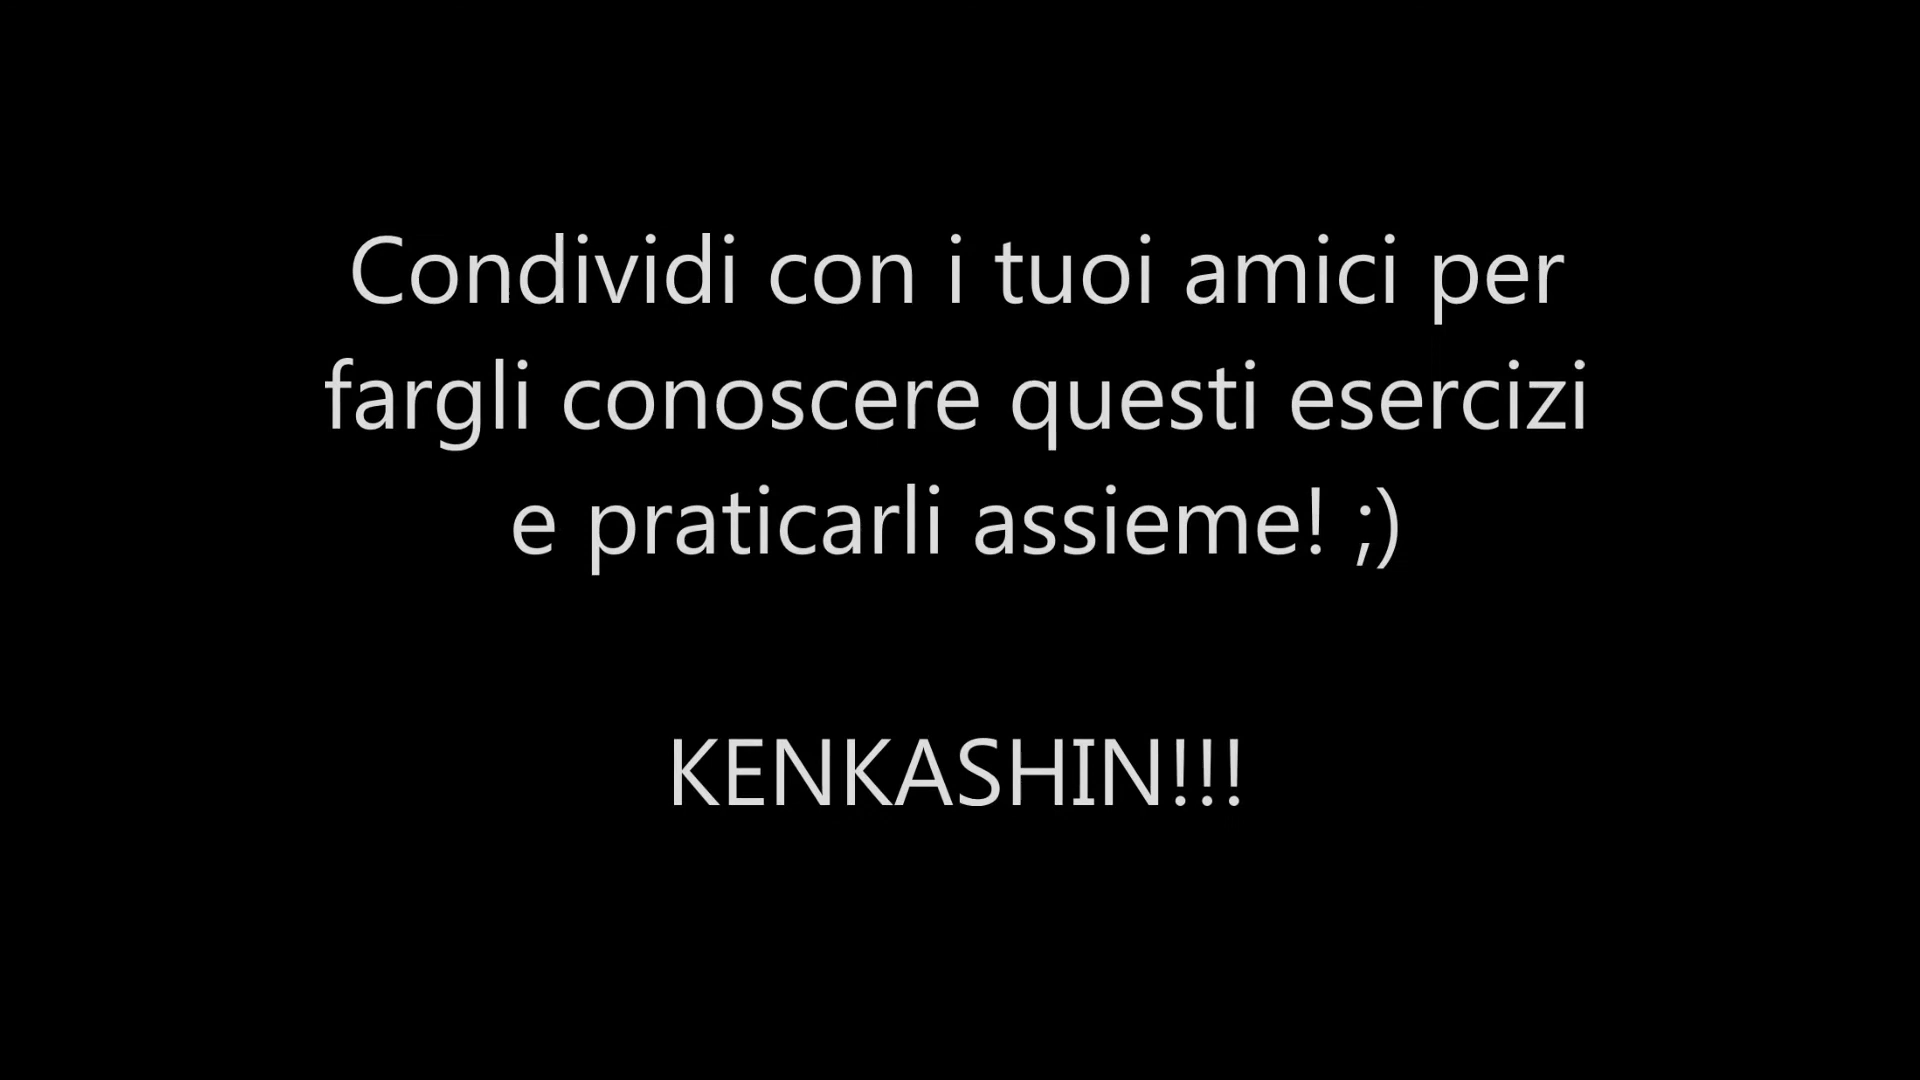 Condividi con i tuoi amici per
fargli conoscere questi esercizi
e praticarli assieme! ;)
KENKASHIN!!!